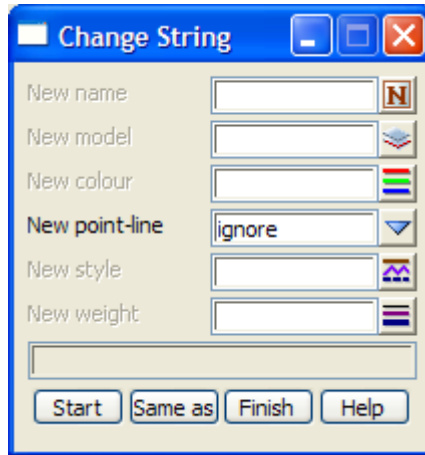 Change String
New name N
New model
New colour
New point-line ignore
New style
New weight
Start Same as Finish Help